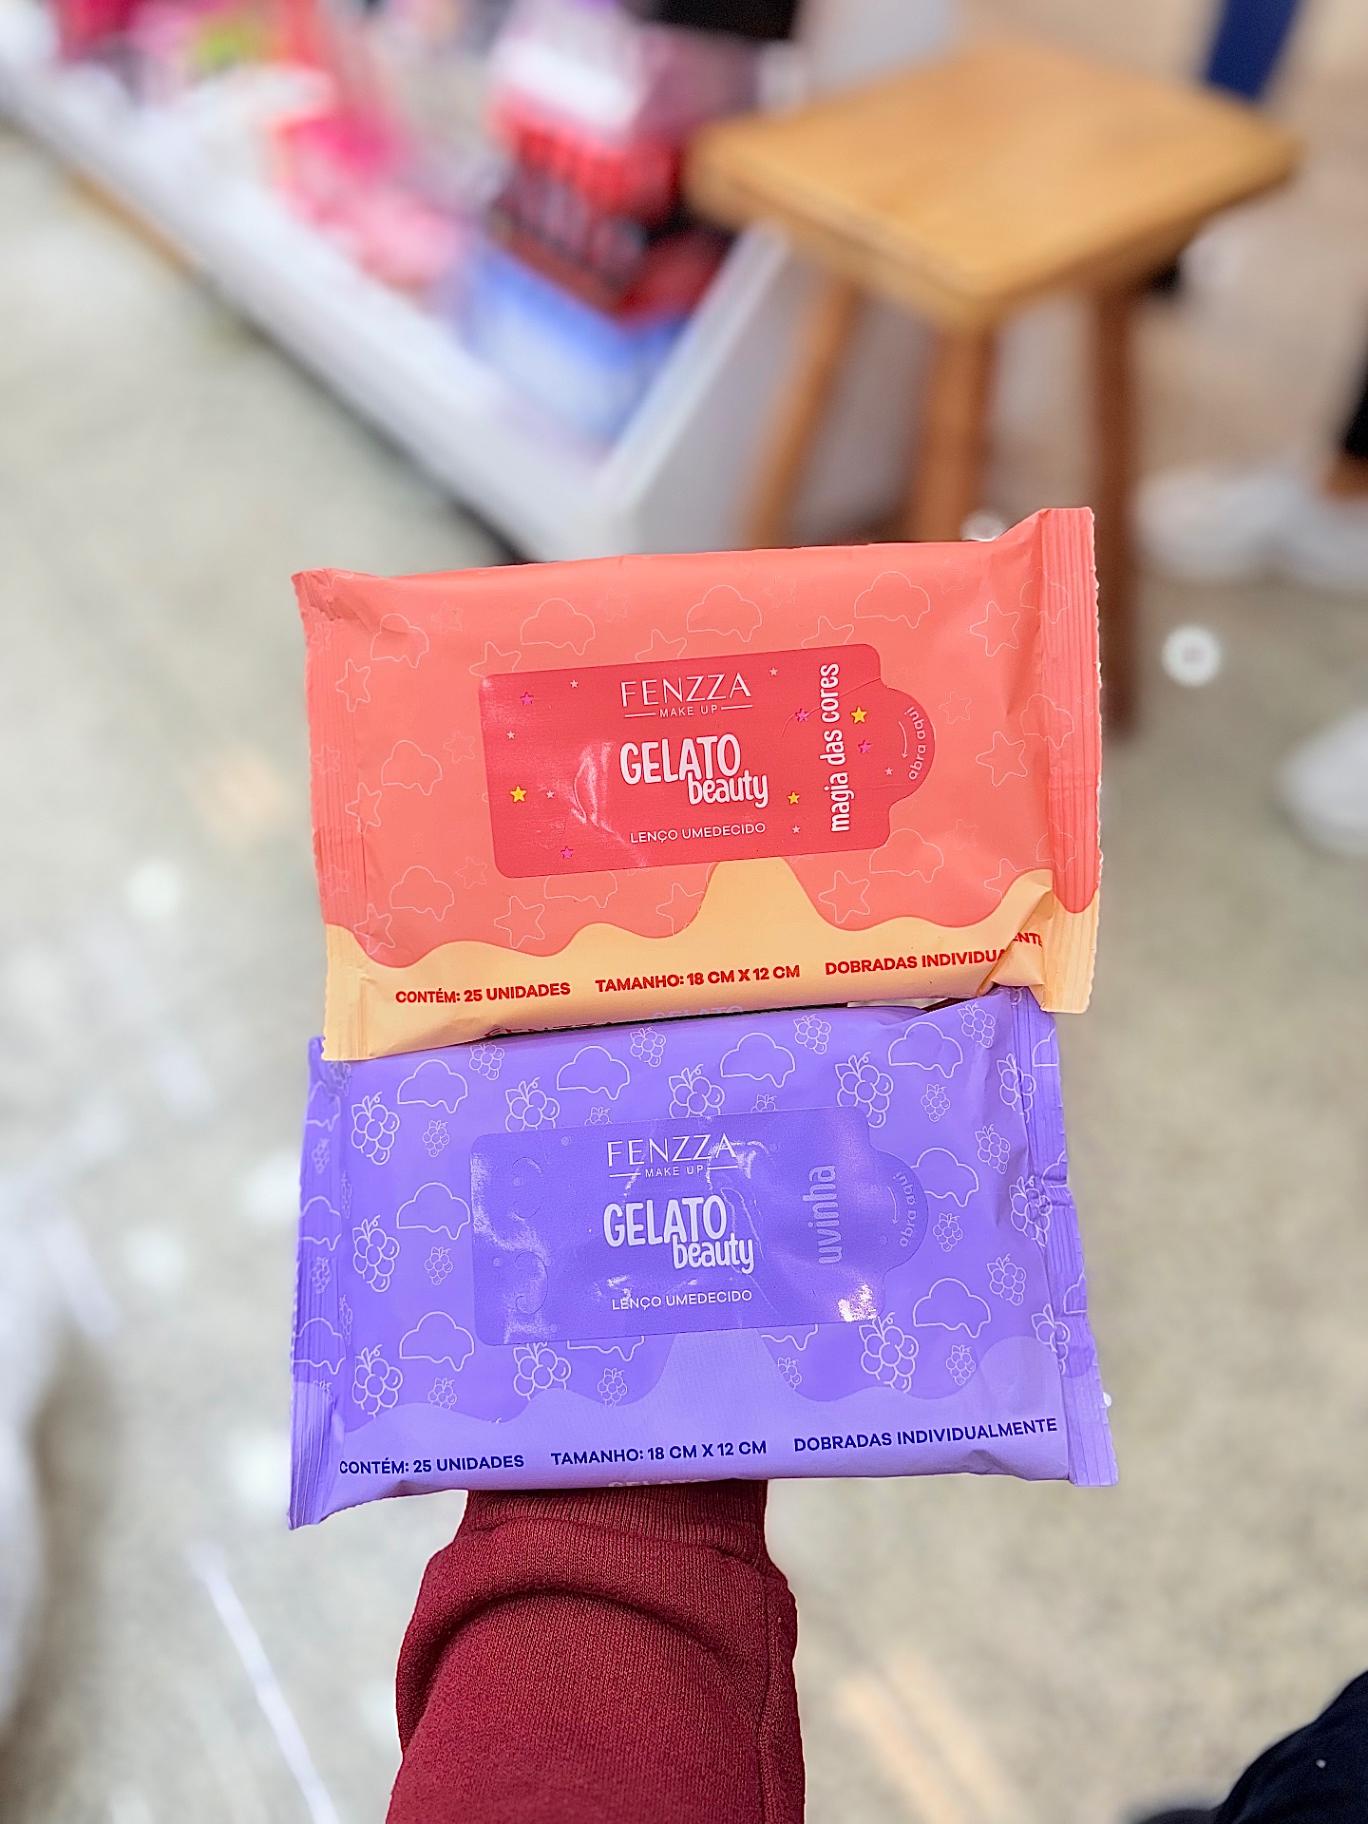 FENZZA
MAKE UP
GELATO
beauty
LENÇO UMEDECIDO
magia das cores
abra aqui
CONTÉM: 25 UNIDADES TAMANHO: 18 CM X 12 CM DOBRADAS
FENZZA
MAKE UP
GELATO
beauty
LENÇO UMEDECIDO
uvinha
abra aqui
CONTÉM: 25 UNIDADES TAMANHO: 18 CM X 12 CM DOBRADAS INDIVIDUALMENTE